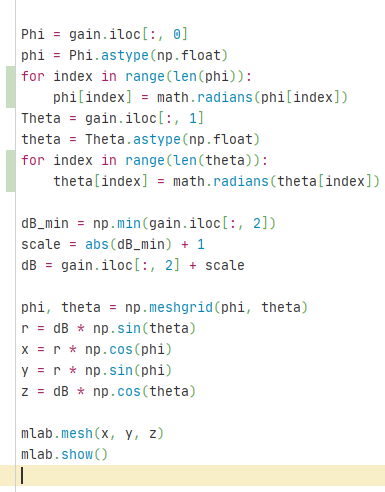 Phi = gain.iloc[:, 0]
phi = Phi.astype(np.float)
for index in range(len(phi)):
    phi[index] = math.radians(phi[index])
Theta = gain.iloc[:, 1]
theta = Theta.astype(np.float)
for index in range(len(theta)):
    theta[index] = math.radians(theta[index])
dB_min = np.min(gain.iloc[:, 2])
scale = abs(dB_min) + 1
dB = gain.iloc[:, 2] + scale
phi, theta = np.meshgrid(phi, theta)
r = dB * np.sin(theta)
x = r * np.cos(phi)
y = r * np.sin(phi)
z = dB * np.cos(theta)
mlab.mesh(x, y, z)
mlab.show()